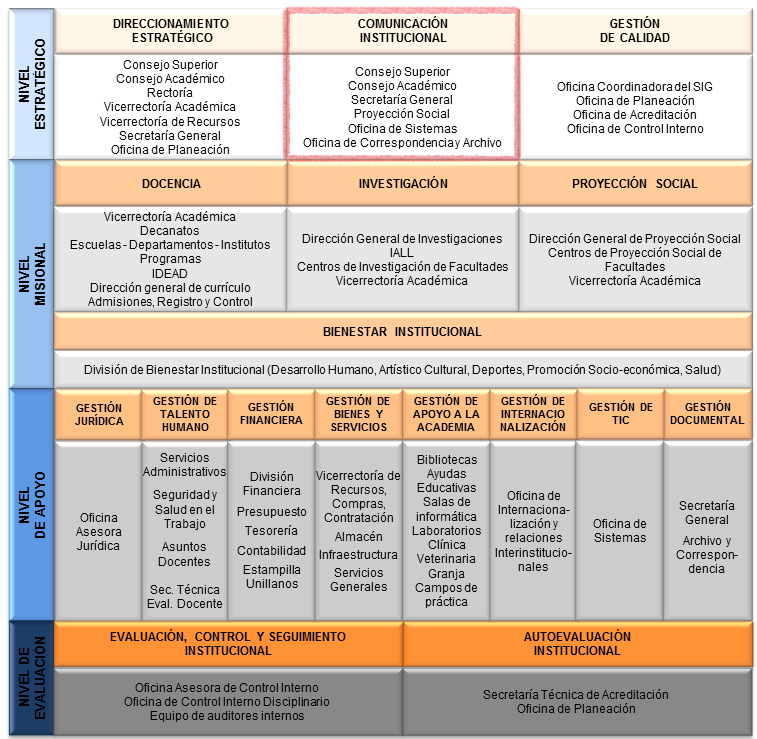 NIVEL
ESTRATÉGICO
DIRECCIONAMIENTO
ESTRATÉGICO
Consejo Superior
Consejo Académico
Rectoría
Vicerrectoría Académica
Vicerrectoría de Recursos
Secretaría General
Oficina de Planeación
COMUNICACIÓN
INSTITUCIONAL
Consejo Superior
Consejo Académico
Secretaría General
Proyección Social
Oficina de Sistemas
Oficina de Correspondencia y Archivo
GESTIÓN
DE CALIDAD
Oficina Coordinadora del SIG
Oficina de Planeación
Oficina de Acreditación
Oficina de Control Interno
NIVEL
MISIONAL
DOCENCIA
Vicerrectoría Académica
Decanatos
Escuelas - Departamentos - Institutos
Programas
IDEAD
Dirección general de currículo
Admisiones, Registro y Control
INVESTIGACIÓN
Dirección General de Investigaciones
IALL
Centros de Investigación de Facultades
Vicerrectoría Académica
PROYECCIÓN SOCIAL
Dirección General de Proyección Social
Centros de Proyección Social de
Facultades
Vicerrectoría Académica
BIENESTAR INSTITUCIONAL
División de Bienestar Institucional (Desarrollo Humano, Artístico Cultural, Deportes, Promoción Socio-económica, Salud)
NIVEL
DE APOYO
GESTIÓN
JURÍDICA
Oficina
Asesora
Jurídica
GESTIÓN DE
TALENTO
HUMANO
Servicios
Administrativos
Seguridad y
Salud en el
Trabajo
Asuntos
Docentes
Sec. Técnica
Eval. Docente
GESTIÓN
FINANCIERA
División
Financiera
Presupuesto
Tesorería
Contabilidad
Estampilla
Unillanos
GESTIÓN DE
BIENES Y
SERVICIOS
Vicerrectoría de
Recursos,
Compras,
Contratación
Almacén
Infraestructura
Servicios
Generales
GESTIÓN DE
APOYO A LA
ACADEMIA
Bibliotecas
Ayudas
Educativas
Salas de
informática
Laboratorios
Clínica
Veterinaria
Granja
Campos de
práctica
GESTIÓN DE
INTERNACIO
NALIZACIÓN
Oficina de
Internaciona-
lización y
relaciones
Interinstitucio-
nales
GESTIÓN DE
TIC
Oficina de
Sistemas
GESTIÓN
DOCUMENTAL
Secretaría
General
Archivo y
Correspon-
dencia
NIVEL DE
EVALUACIÓN
EVALUACIÓN, CONTROL Y SEGUIMIENTO
INSTITUCIONAL
Oficina Asesora de Control Interno
Oficina de Control Interno Disciplinario
Equipo de auditores internos
AUTOEVALUACIÓN
INSTITUCIONAL
Secretaría Técnica de Acreditación
Oficina de Planeación